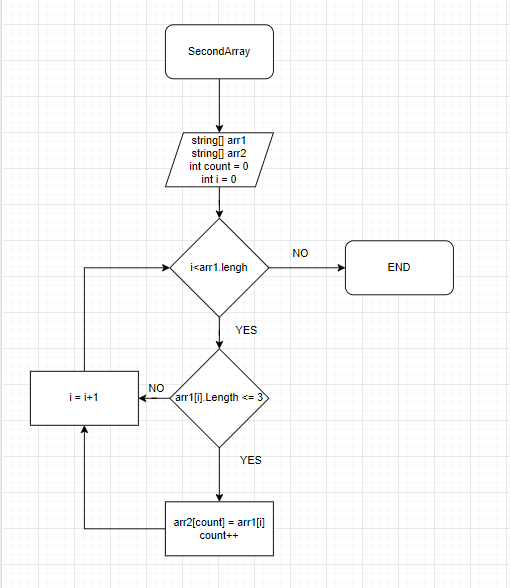 SecondArray
string[] arr1
string[] arr2
int count = 0
int i = 0
i<arr1.lengh
NO
END
YES
i = i+1
NO
arr1[i].Length <= 3
YES
arr2[count] = arr1[i]
count++